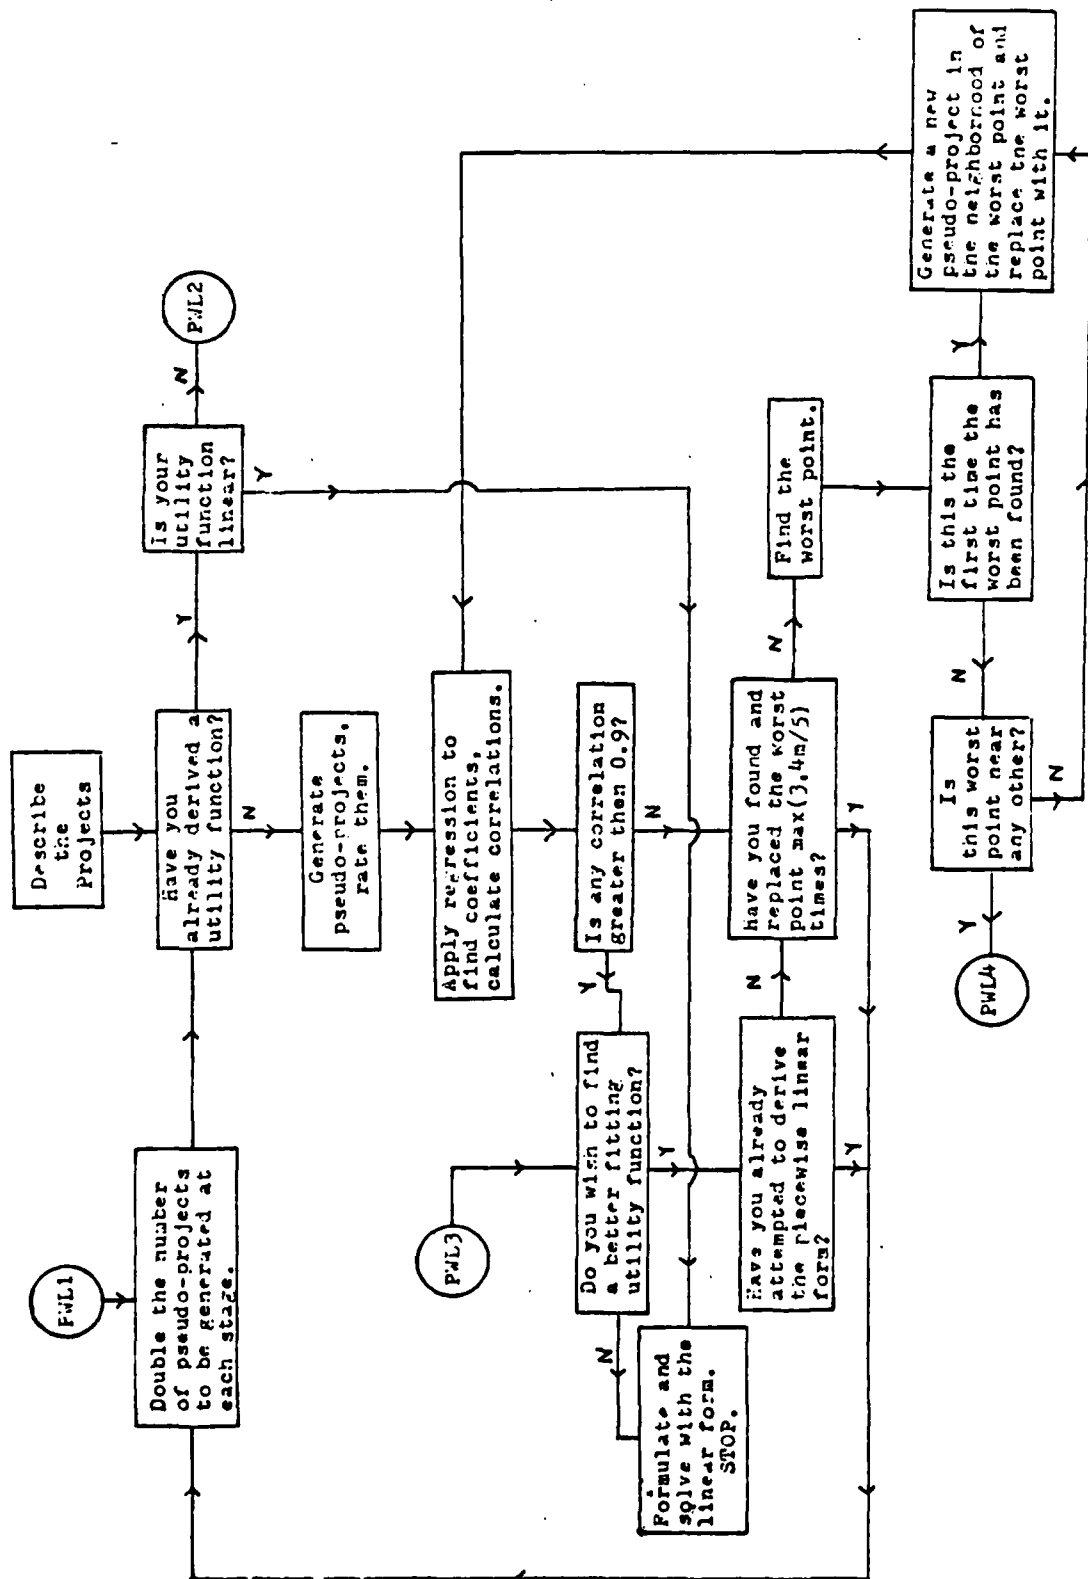 PWL1
Double the number
of pseudo-projects
to be generated at
each stage.
Describe
the
Projects
Have you
already derived a
utility function?
Y
N
Is your
utility
function
linear?
N
Y
PWL2
Generate
pseudo-projects,
rate them.
Apply regression to
find coefficients,
calculate correlations.
Is any correlation
greater then 0.9?
Y
N
PWL3
Do you wish to find
a better fitting
utility function?
N
Y
Formulate and
solve with the
linear form.
STOP.
Have you already
attempted to derive
the piecewise linear
form?
N
Y
have you found and
replaced the worst
point max(3,4m/5)
times?
N
Y
Find the
worst point.
Is this the
first time the
worst point has
been found?
Y
N
Generate a new
pseudo-project in
the neighborhood of
the worst point and
replace the worst
point with it.
Is
this worst
point near
any other?
Y
N
PWL4